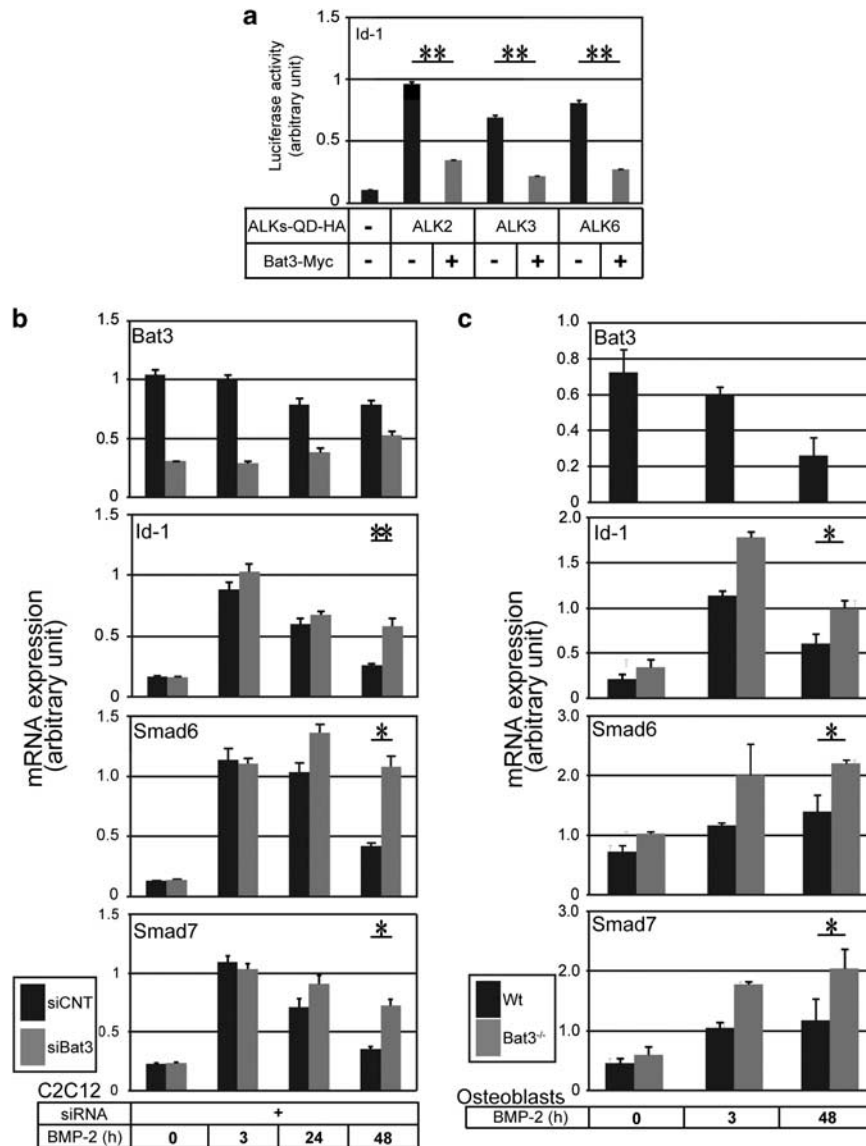 a
Id-1
** ** **
Luciferase activity
(arbitrary unit)
1.5
1
0.5
0
ALKs-QD-HA - ALK2 ALK3 ALK6
Bat3-Myc - - + - + - +
b
Bat3
1.5
1
0.5
0
Id-1
**
1.5
1
0.5
0
Smad6
*
1.5
1.0
0.5
0
Smad7
*
1.5
1
0.5
0
mRNA expression
(arbitrary unit)
siCNT
siBat3
C2C12
siRNA +
BMP-2 (h) 0 3 24 48
c
Bat3
1.0
0.8
0.6
0.4
0.2
0
Id-1
*
2.0
1.5
1.0
0.5
0
Smad6
*
3.0
2.0
1.0
0
Smad7
*
3.0
2.0
1.0
0
mRNA expression
(arbitrary unit)
Wt
Bat3-/-
Osteoblasts
BMP-2 (h) 0 3 48